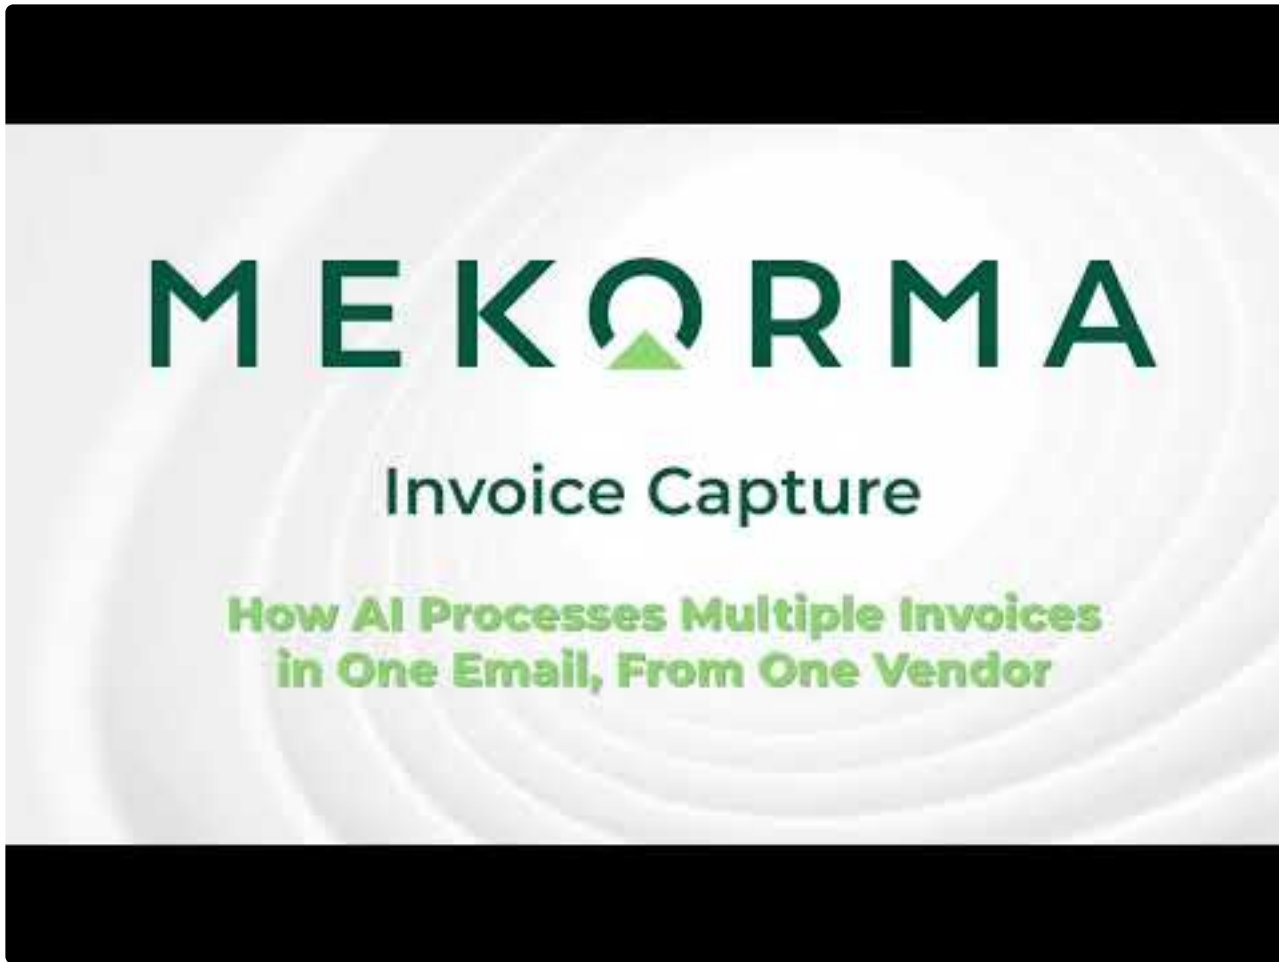 MEKORMA
Invoice Capture
How AI Processes Multiple Invoices
in One Email, From One Vendor